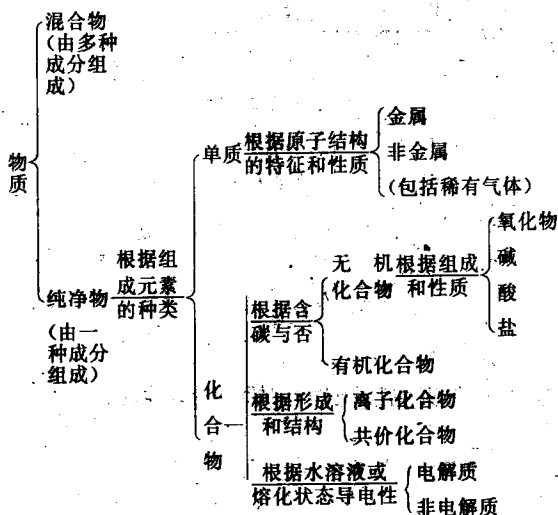 混合物
(由多种
成分组
成)
物质
纯净物
(由一
种成分
组成)
根据组
成元素
的种类
单质
根据原子结构
的特征和性质
金属
非金属
(包括稀有气体)
化合物
根据含
碳与否
无 机
化合物
根据组成
和性质
氧化物
碱
酸
盐
有机化合物
根据形成
和结构
离子化合物
共价化合物
根据水溶液或
熔化状态导电性
电解质
非电解质